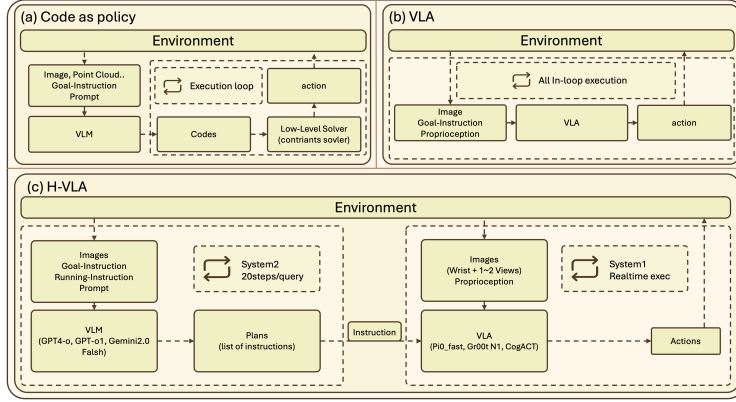 (a) Code as policy
Environment
Image, Point Cloud..
Goal-Instruction
Prompt
Execution loop
action
VLM
Codes
Low-Level Solver
(contriants sovler)
(b) VLA
Environment
All In-loop execution
Image
Goal-Instruction
Proprioception
VLA
action
(c) H-VLA
Environment
Images
Goal-Instruction
Running-Instruction
Prompt
System2
20steps/query
VLM
(GPT4-o, GPT-o1, Gemini2.0
Falsh)
Plans
(list of instructions)
Instruction
Images
(Wrist + 1~2 Views)
Proprioception
System1
Realtime exec
VLA
(Pi0_fast, Gr00t N1, CogACT)
Actions